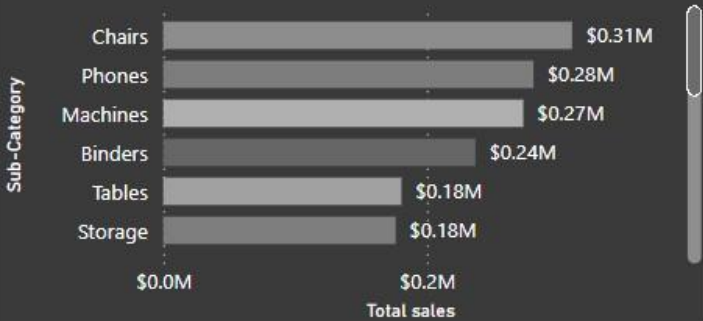 Sub-Category
Chairs $0.31M
Phones $0.28M
Machines $0.27M
Binders $0.24M
Tables $0.18M
Storage $0.18M
$0.0M $0.2M
Total sales